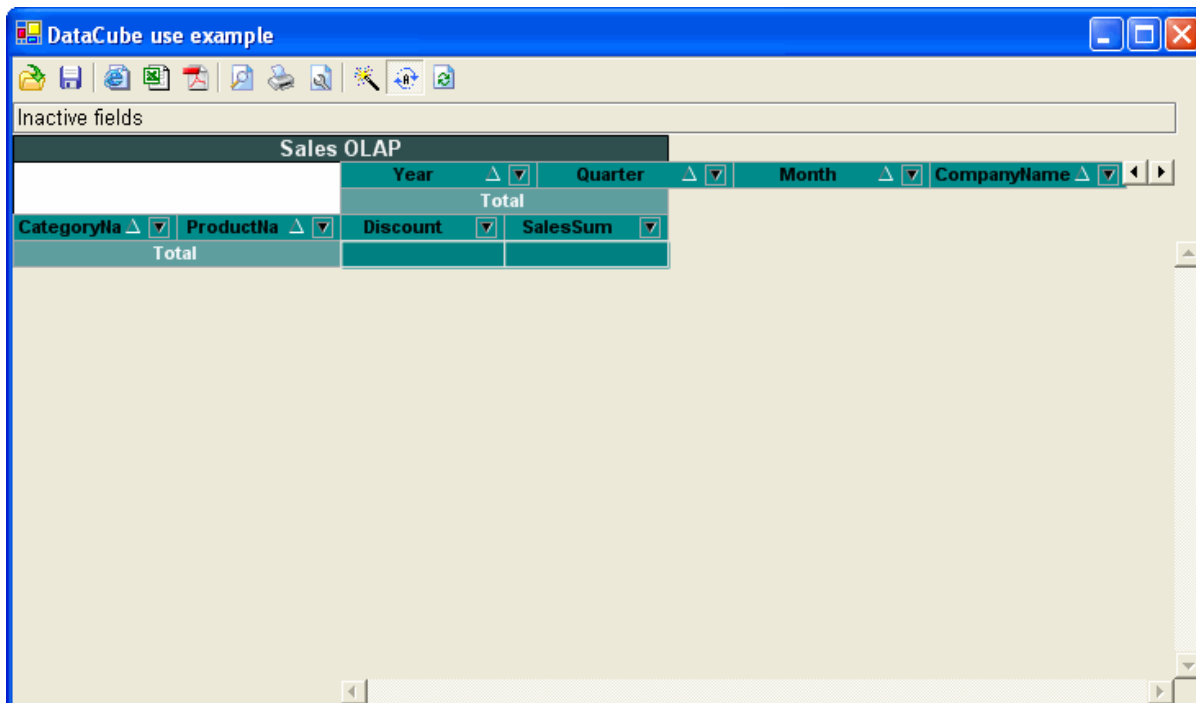 DataCube use example
Inactive fields
Sales OLAP
Year Quarter Month CompanyName
Total
CategoryNa ProductNa Discount SalesSum
Total